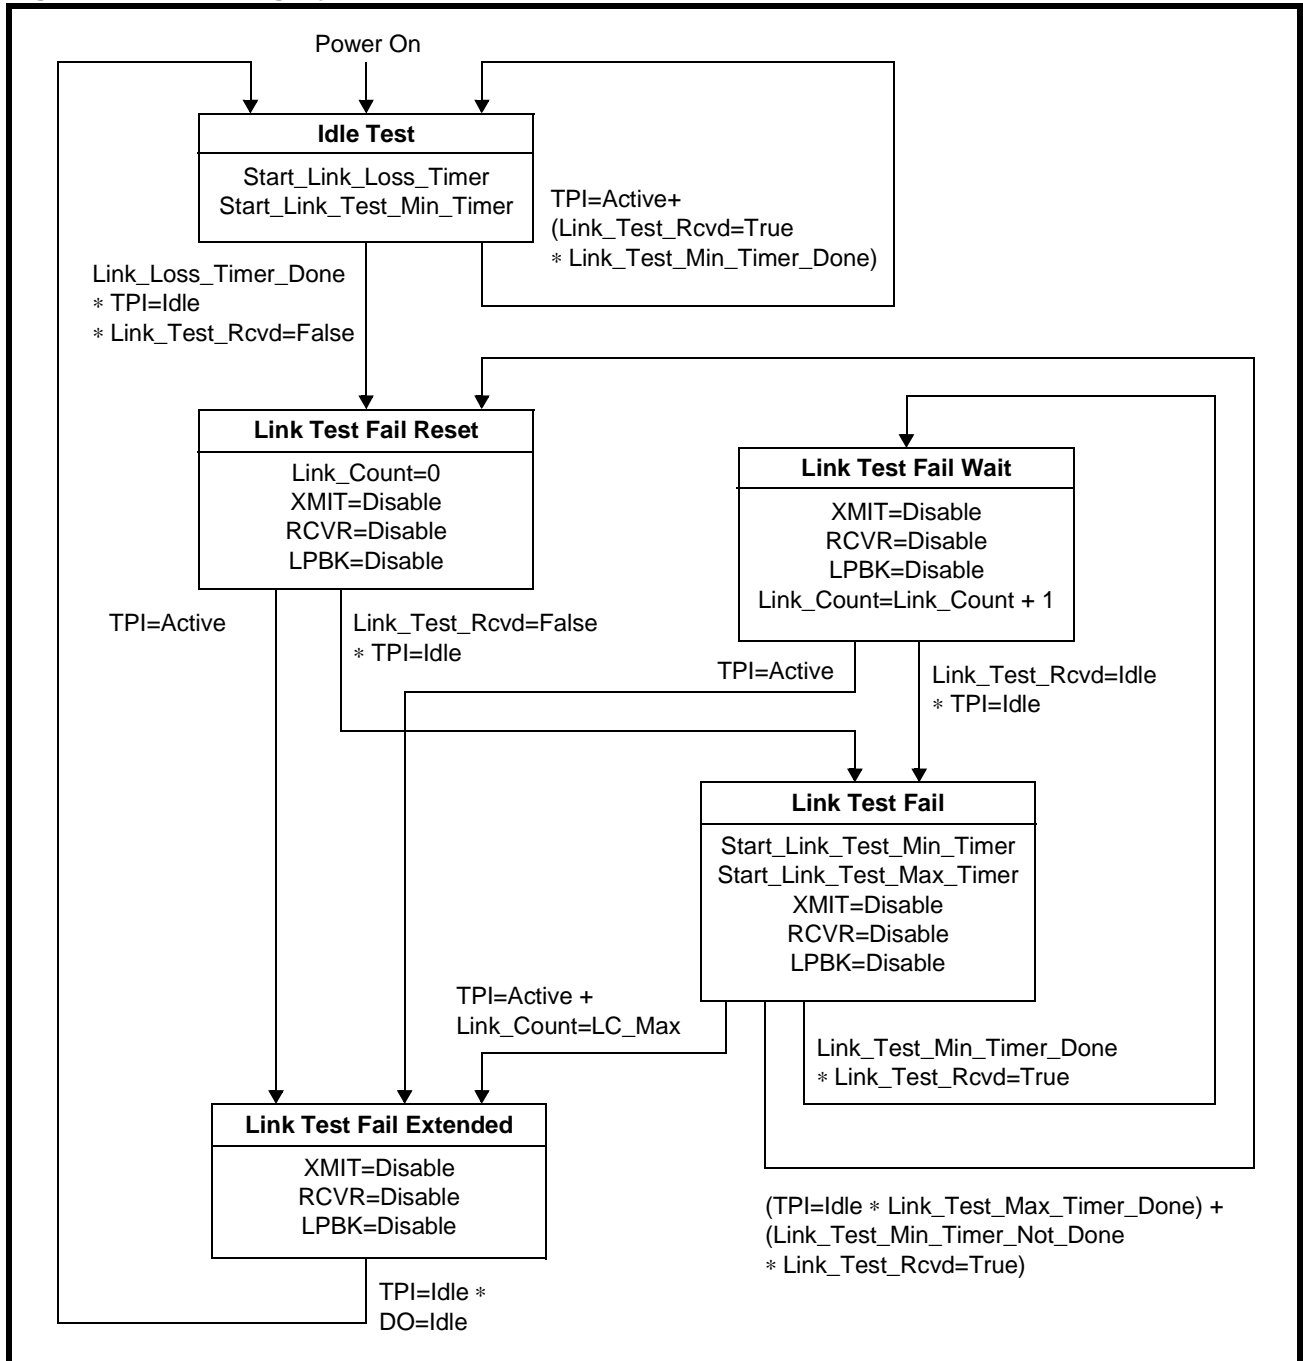 Power On
Idle Test
Start_Link_Loss_Timer
Start_Link_Test_Min_Timer
TPI=Active+
(Link_Test_Rcvd=True
* Link_Test_Min_Timer_Done)
Link_Loss_Timer_Done
* TPI=Idle
* Link_Test_Rcvd=False
Link Test Fail Reset
Link_Count=0
XMIT=Disable
RCVR=Disable
LPBK=Disable
Link Test Fail Wait
XMIT=Disable
RCVR=Disable
LPBK=Disable
Link_Count=Link_Count + 1
TPI=Active
Link_Test_Rcvd=False
* TPI=Idle
TPI=Active
Link_Test_Rcvd=Idle
* TPI=Idle
Link Test Fail
Start_Link_Test_Min_Timer
Start_Link_Test_Max_Timer
XMIT=Disable
RCVR=Disable
LPBK=Disable
TPI=Active +
Link_Count=LC_Max
Link_Test_Min_Timer_Done
* Link_Test_Rcvd=True
Link Test Fail Extended
XMIT=Disable
RCVR=Disable
LPBK=Disable
(TPI=Idle * Link_Test_Max_Timer_Done) +
(Link_Test_Min_Timer_Not_Done
* Link_Test_Rcvd=True)
TPI=Idle *
DO=Idle